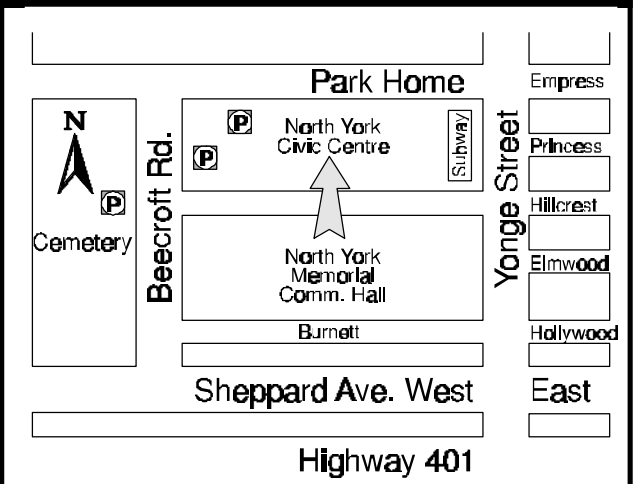 Park Home
Empress
N
P
North York
Civic Centre
Subway
P
Princess
Beecroft Rd.
Yonge Street
P
Hillcrest
Cemetery
North York
Memorial
Comm. Hall
Elmwood
Burnett
Hollywood
Sheppard Ave. West
East
Highway 401